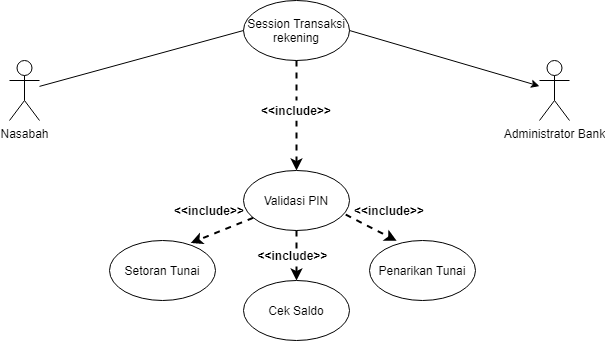 Session Transaksi
rekening
<<include>>
Nasabah
Administrator Bank
Validasi PIN
<<include>>
<<include>>
<<include>>
Setoran Tunai
Penarikan Tunai
Cek Saldo